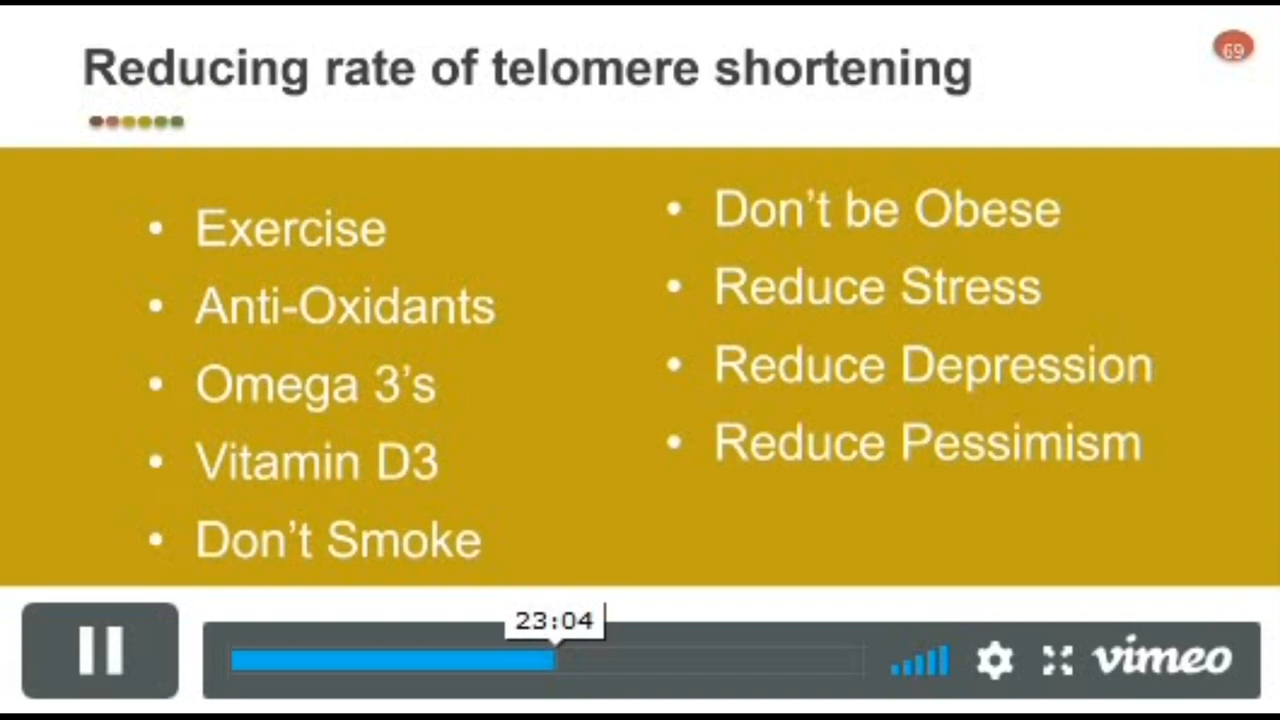 Reducing rate of telomere shortening
69
• Exercise
• Anti-Oxidants
• Omega 3’s
• Vitamin D3
• Don’t Smoke
• Don’t be Obese
• Reduce Stress
• Reduce Depression
• Reduce Pessimism
23:04
vimeo